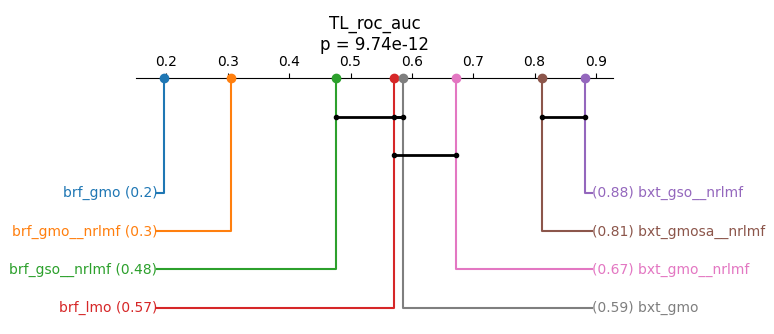 TL_roc_auc
p = 9.74e-12
0.2 0.3 0.4 0.5 0.6 0.7 0.8 0.9
brf_gmo (0.2) (0.88) bxt_gso__nrlmf
brf_gmo__nrlmf (0.3) (0.81) bxt_gmosa__nrlmf
brf_gso__nrlmf (0.48) (0.67) bxt_gmo__nrlmf
brf_lmo (0.57) (0.59) bxt_gmo